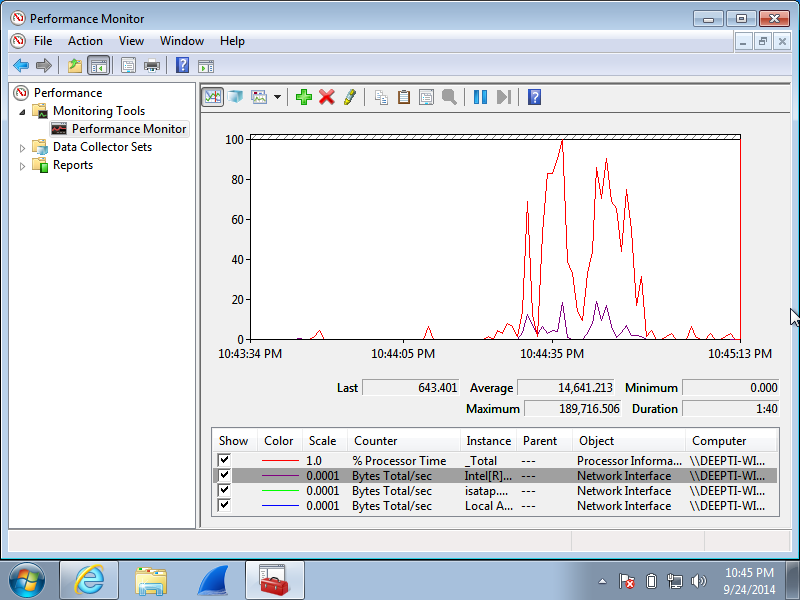 Performance Monitor
File Action View Window Help
Performance
Monitoring Tools
Performance Monitor
Data Collector Sets
Reports
100
80
60
40
20
0
10:43:34 PM 10:44:05 PM 10:44:35 PM 10:45:13 PM
Last 643.401 Average 14,641.213 Minimum 0.000
Maximum 189,716.506 Duration 1:40
Show Color Scale Counter Instance Parent Object Computer
1.0 % Processor Time _Total --- Processor Informa... \\DEEPTI-WI...
0.0001 Bytes Total/sec Intel[R]... --- Network Interface \\DEEPTI-WI...
0.0001 Bytes Total/sec isatap.... --- Network Interface \\DEEPTI-WI...
0.0001 Bytes Total/sec Local A... --- Network Interface \\DEEPTI-WI...
10:45 PM
9/24/2014